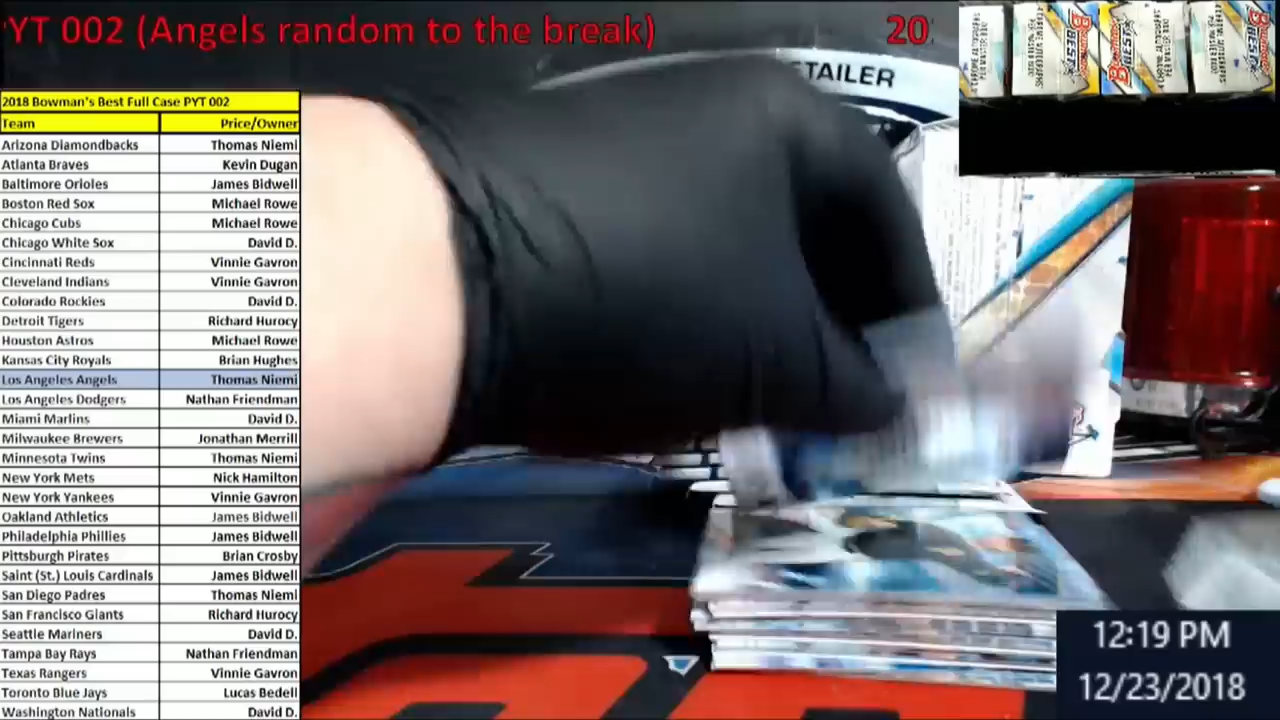 YT 002 (Angels random to the break) 20
TAILER
2018 Bowman's Best Full Case PYT 002
Team Price/Owner
Arizona Diamondbacks Thomas Niemi
Atlanta Braves Kevin Dugan
Baltimore Orioles James Bidwell
Boston Red Sox Michael Rowe
Chicago Cubs Michael Rowe
Chicago White Sox David D.
Cincinnati Reds Vinnie Gavron
Cleveland Indians Vinnie Gavron
Colorado Rockies David D.
Detroit Tigers Richard Hurocy
Houston Astros Michael Rowe
Kansas City Royals Brian Hughes
Los Angeles Angels Thomas Niemi
Los Angeles Dodgers Nathan Friendman
Miami Marlins David D.
Milwaukee Brewers Jonathan Merrill
Minnesota Twins Thomas Niemi
New York Mets Nick Hamilton
New York Yankees Vinnie Gavron
Oakland Athletics James Bidwell
Philadelphia Phillies James Bidwell
Pittsburgh Pirates Brian Crosby
Saint (St.) Louis Cardinals James Bidwell
San Diego Padres Thomas Niemi
San Francisco Giants Richard Hurocy
Seattle Mariners David D.
Tampa Bay Rays Nathan Friendman
Texas Rangers Vinnie Gavron
Toronto Blue Jays Lucas Bedell
Washington Nationals David D.
12:19 PM
12/23/2018